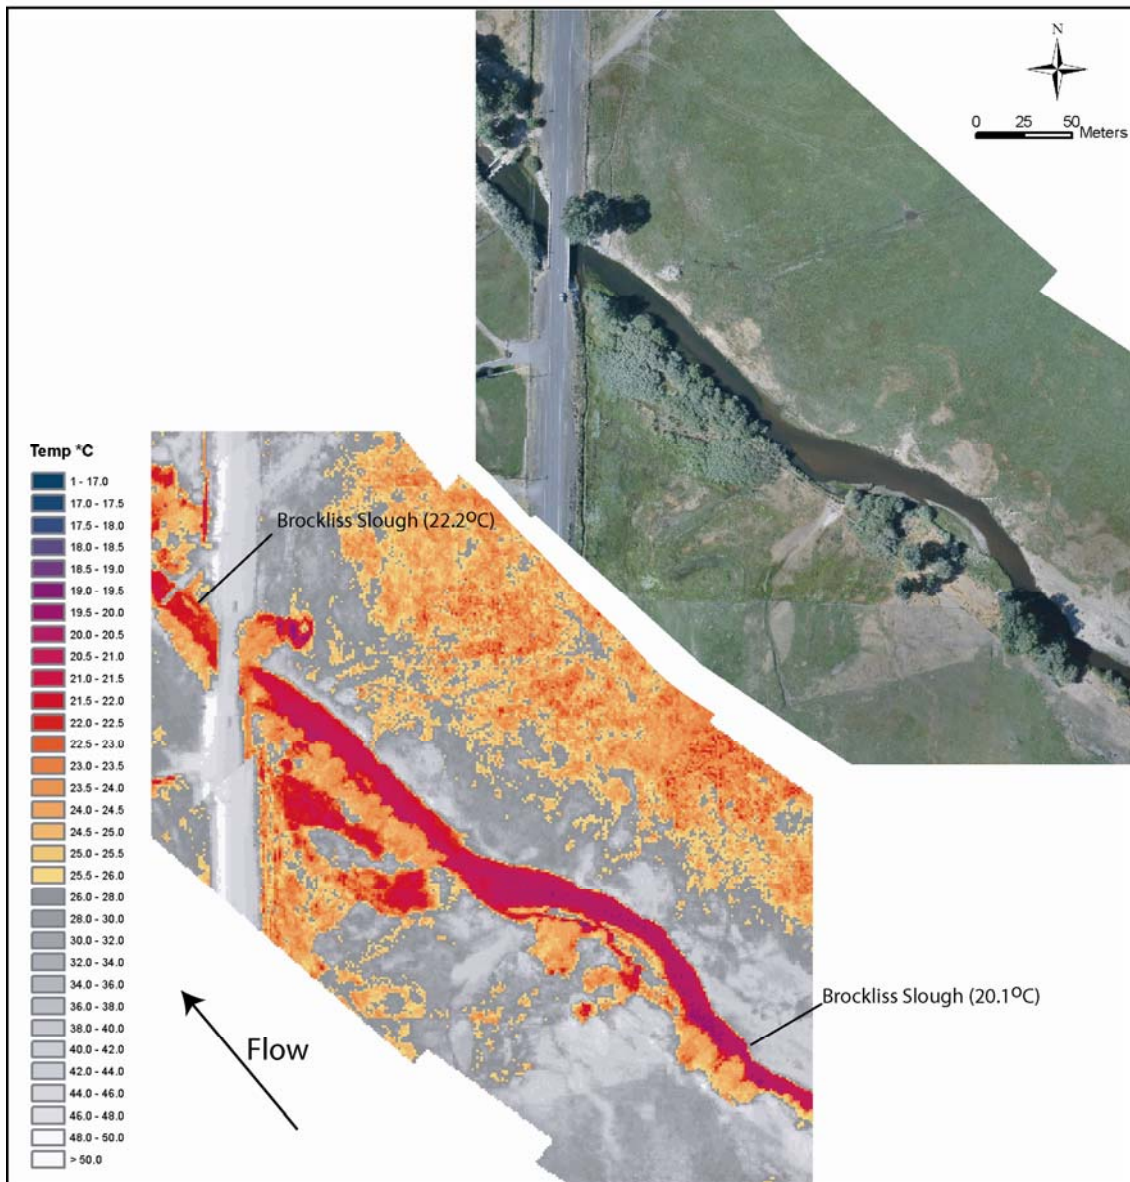 N
0 25 50
Meters
Temp °C
1 - 17.0
17.0 - 17.5
17.5 - 18.0
18.0 - 18.5
18.5 - 19.0
19.0 - 19.5
19.5 - 20.0
20.0 - 20.5
20.5 - 21.0
21.0 - 21.5
21.5 - 22.0
22.0 - 22.5
22.5 - 23.0
23.0 - 23.5
23.5 - 24.0
24.0 - 24.5
24.5 - 25.0
25.0 - 25.5
25.5 - 26.0
26.0 - 28.0
28.0 - 30.0
30.0 - 32.0
32.0 - 34.0
34.0 - 36.0
36.0 - 38.0
38.0 - 40.0
40.0 - 42.0
42.0 - 44.0
44.0 - 46.0
46.0 - 48.0
48.0 - 50.0
> 50.0
Brockliss Slough (22.2°C)
Brockliss Slough (20.1°C)
Flow